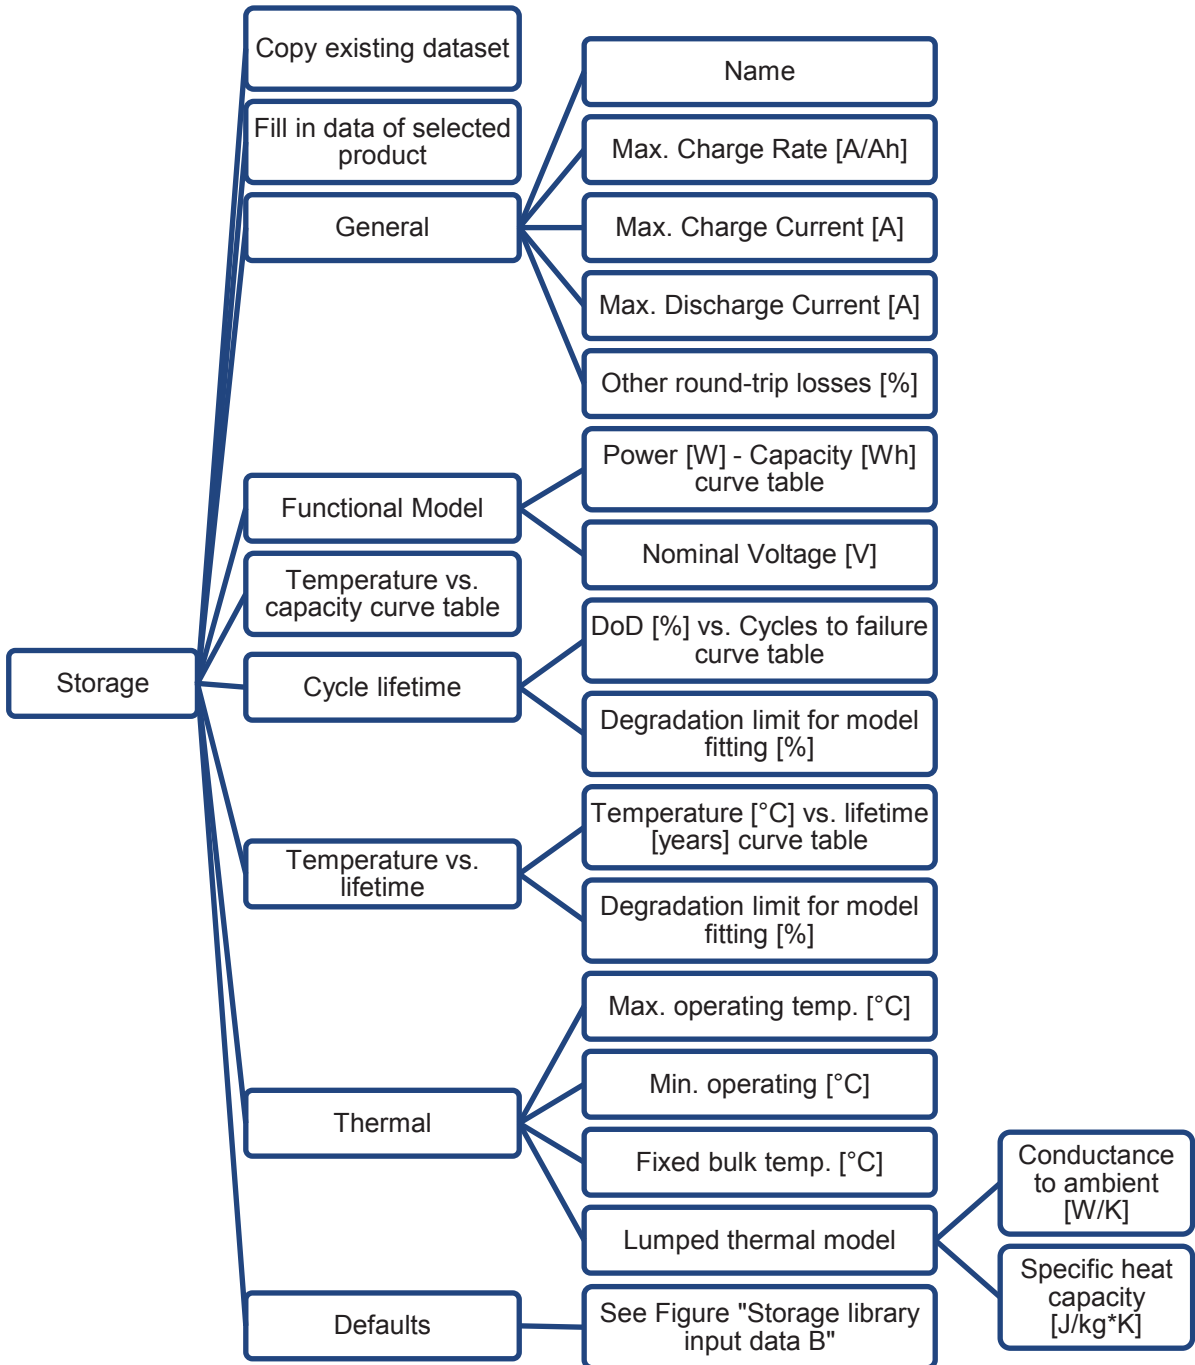 Storage
Copy existing dataset
Fill in data of selected
product
General
Name
Max. Charge Rate [A/Ah]
Max. Charge Current [A]
Max. Discharge Current [A]
Other round-trip losses [%]
Functional Model
Power [W] - Capacity [Wh]
curve table
Nominal Voltage [V]
Temperature vs.
capacity curve table
Cycle lifetime
DoD [%] vs. Cycles to failure
curve table
Degradation limit for model
fitting [%]
Temperature vs.
lifetime
Temperature [°C] vs. lifetime
[years] curve table
Degradation limit for model
fitting [%]
Thermal
Max. operating temp. [°C]
Min. operating [°C]
Fixed bulk temp. [°C]
Lumped thermal model
Conductance
to ambient
[W/K]
Specific heat
capacity
[J/kg*K]
Defaults
See Figure "Storage library
input data B"